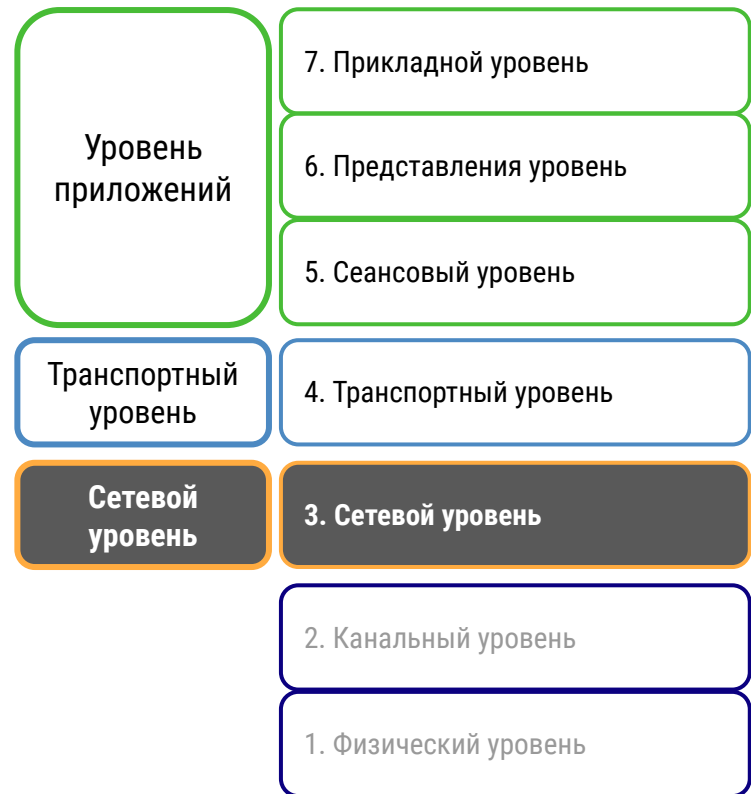 Уровень
приложений
7. Прикладной уровень
6. Представления уровень
5. Сеансовый уровень
Транспортный
уровень
4. Транспортный уровень
Сетевой
уровень
3. Сетевой уровень
2. Канальный уровень
1. Физический уровень